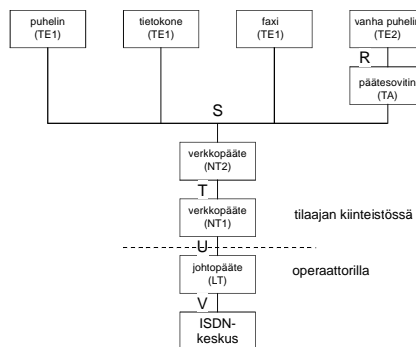 puhelin
(TE1)
tietokone
(TE1)
faxi
(TE1)
vanha puhelin
(TE2)
R
päätesovitin
(TA)
S
verkkopääte
(NT2)
T
verkkopääte
(NT1)
tilaajan kiinteistössä
U
johtopääte
(LT)
operaattorilla
V
ISDN-
keskus